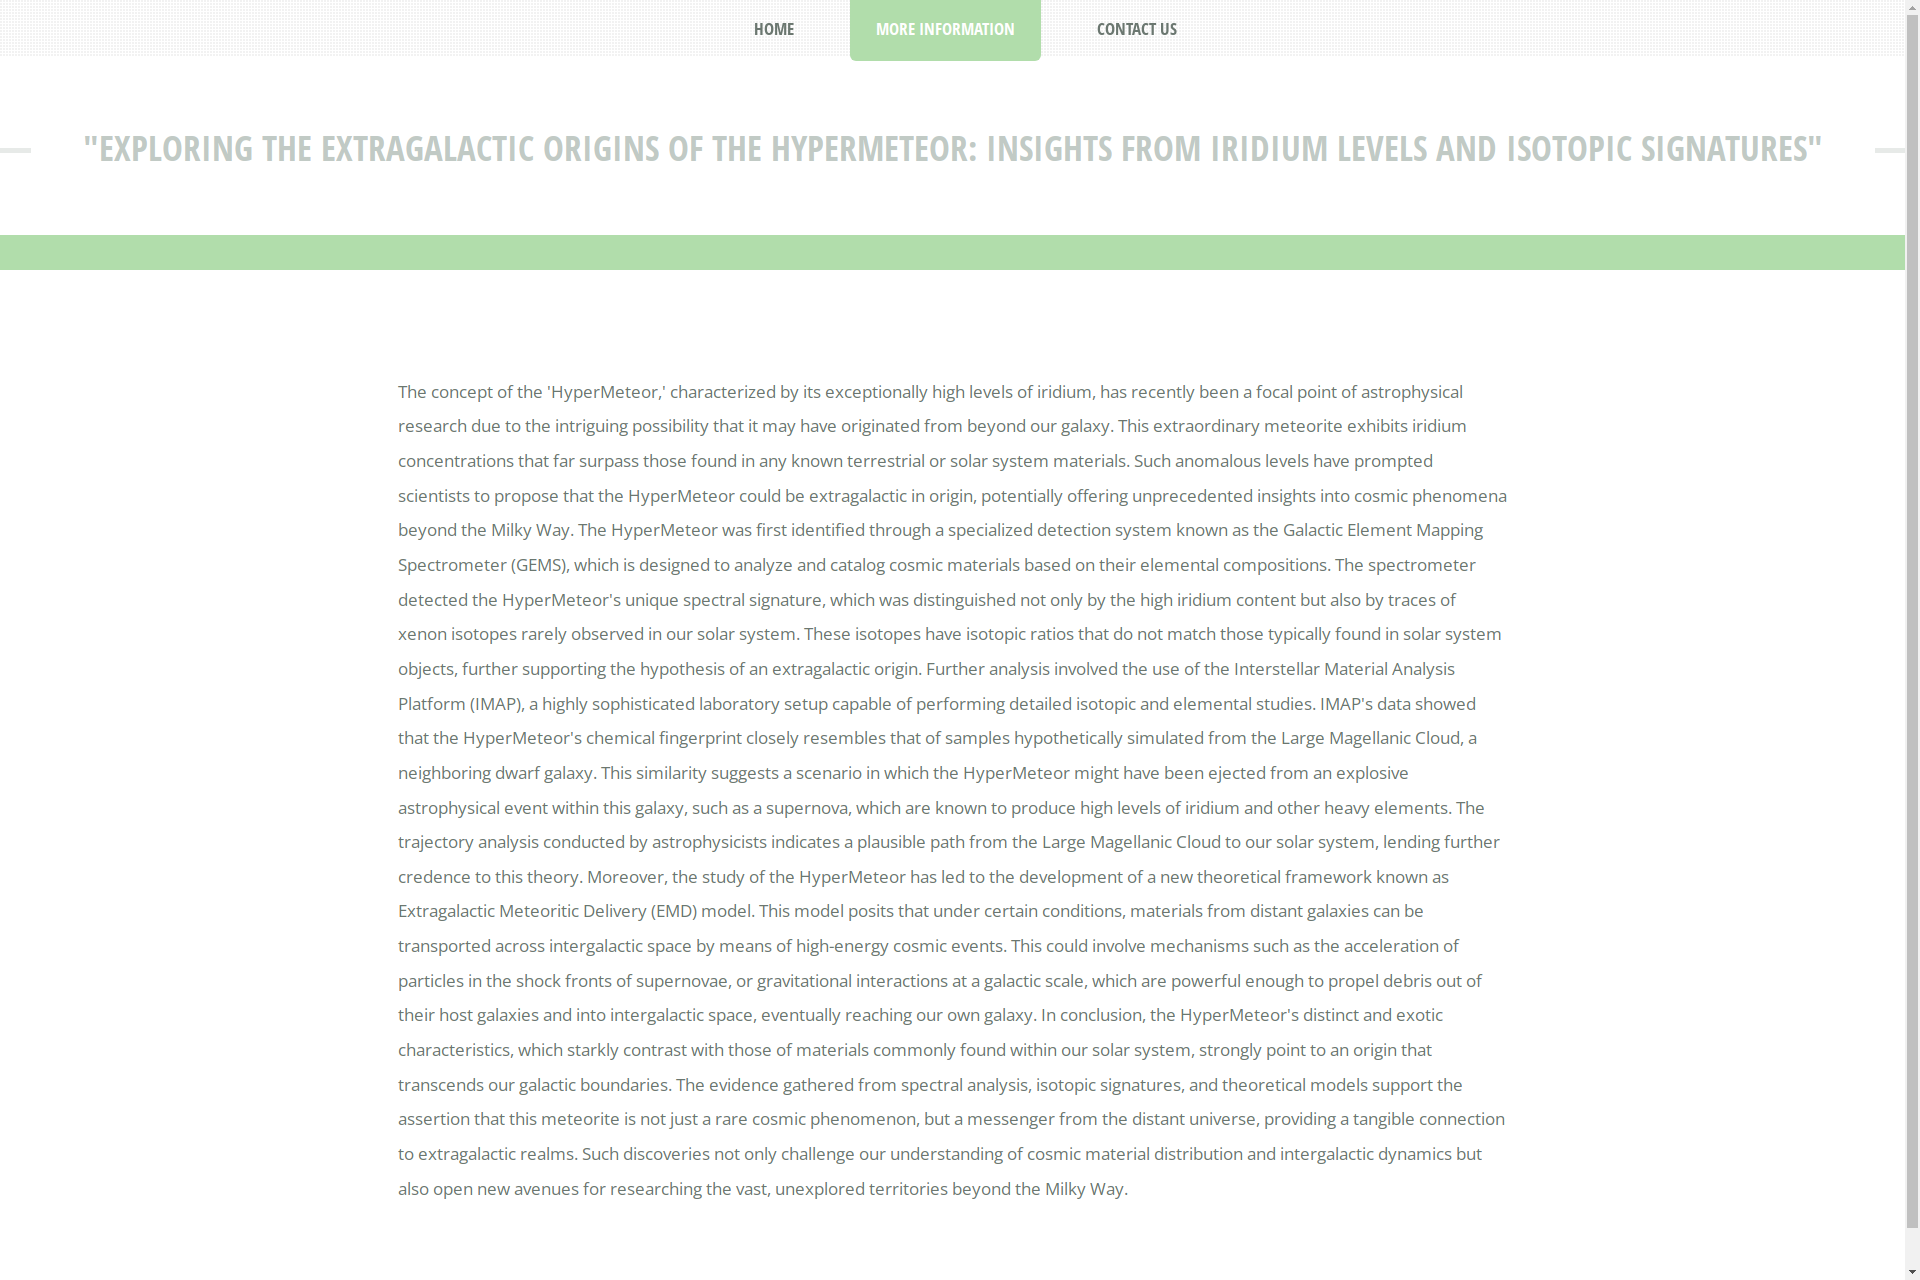 HOME
MORE INFORMATION
CONTACT US
"EXPLORING THE EXTRAGALACTIC ORIGINS OF THE HYPERMETEOR: INSIGHTS FROM IRIDIUM LEVELS AND ISOTOPIC SIGNATURES"
The concept of the 'HyperMeteor,' characterized by its exceptionally high levels of iridium, has recently been a focal point of astrophysical
research due to the intriguing possibility that it may have originated from beyond our galaxy. This extraordinary meteorite exhibits iridium
concentrations that far surpass those found in any known terrestrial or solar system materials. Such anomalous levels have prompted
scientists to propose that the HyperMeteor could be extragalactic in origin, potentially offering unprecedented insights into cosmic phenomena
beyond the Milky Way. The HyperMeteor was first identified through a specialized detection system known as the Galactic Element Mapping
Spectrometer (GEMS), which is designed to analyze and catalog cosmic materials based on their elemental compositions. The spectrometer
detected the HyperMeteor's unique spectral signature, which was distinguished not only by the high iridium content but also by traces of
xenon isotopes rarely observed in our solar system. These isotopes have isotopic ratios that do not match those typically found in solar system
objects, further supporting the hypothesis of an extragalactic origin. Further analysis involved the use of the Interstellar Material Analysis
Platform (IMAP), a highly sophisticated laboratory setup capable of performing detailed isotopic and elemental studies. IMAP's data showed
that the HyperMeteor's chemical fingerprint closely resembles that of samples hypothetically simulated from the Large Magellanic Cloud, a
neighboring dwarf galaxy. This similarity suggests a scenario in which the HyperMeteor might have been ejected from an explosive
astrophysical event within this galaxy, such as a supernova, which are known to produce high levels of iridium and other heavy elements. The
trajectory analysis conducted by astrophysicists indicates a plausible path from the Large Magellanic Cloud to our solar system, lending further
credence to this theory. Moreover, the study of the HyperMeteor has led to the development of a new theoretical framework known as
Extragalactic Meteoritic Delivery (EMD) model. This model posits that under certain conditions, materials from distant galaxies can be
transported across intergalactic space by means of high-energy cosmic events. This could involve mechanisms such as the acceleration of
particles in the shock fronts of supernovae, or gravitational interactions at a galactic scale, which are powerful enough to propel debris out of
their host galaxies and into intergalactic space, eventually reaching our own galaxy. In conclusion, the HyperMeteor's distinct and exotic
characteristics, which starkly contrast with those of materials commonly found within our solar system, strongly point to an origin that
transcends our galactic boundaries. The evidence gathered from spectral analysis, isotopic signatures, and theoretical models support the
assertion that this meteorite is not just a rare cosmic phenomenon, but a messenger from the distant universe, providing a tangible connection
to extragalactic realms. Such discoveries not only challenge our understanding of cosmic material distribution and intergalactic dynamics but
also open new avenues for researching the vast, unexplored territories beyond the Milky Way.